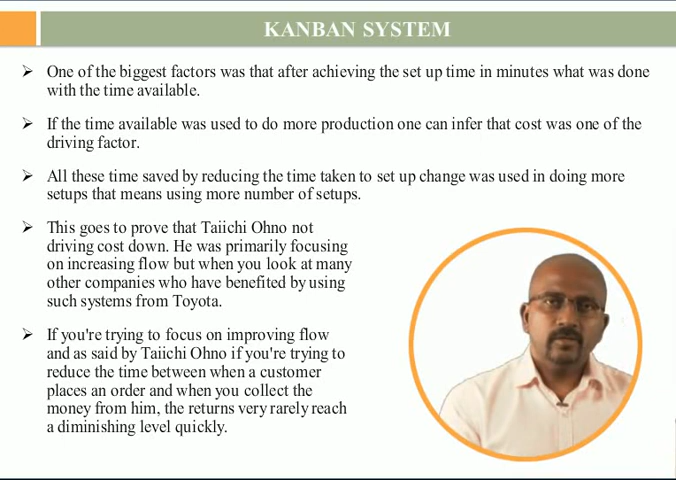 KANBAN SYSTEM
One of the biggest factors was that after achieving the set up time in minutes what was done
with the time available.
If the time available was used to do more production one can infer that cost was one of the
driving factor.
All these time saved by reducing the time taken to set up change was used in doing more
setups that means using more number of setups.
This goes to prove that Taiichi Ohno not
driving cost down. He was primarily focusing
on increasing flow but when you look at many
other companies who have benefited by using
such systems from Toyota.
If you're trying to focus on improving flow
and as said by Taiichi Ohno if you're trying to
reduce the time between when a customer
places an order and when you collect the
money from him, the returns very rarely reach
a diminishing level quickly.